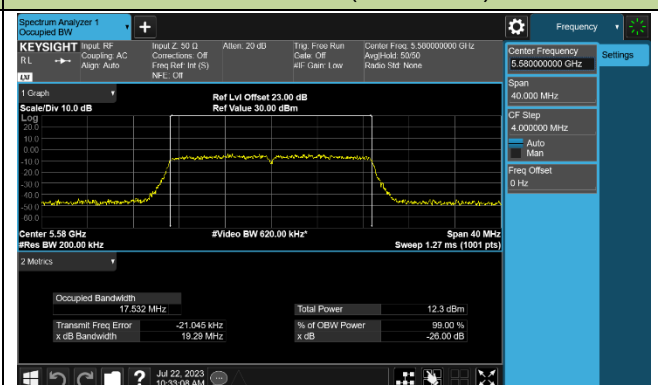 Spectrum Analyzer 1
Occupied BW
Frequency
KEYSIGHT Input: RF Input Z: 50 Ω Atten: 20 dB Trig: Free Run Center Freq: 5.580000000 GHz
RL Coupling: AC Corrections: Off Gate: Off Avg|Hold: 50/50
Align: Auto Freq Ref: Int (S) #IF Gain: Low Radio Std: None
NFE: Off
Center Frequency
5.580000000 GHz
Settings
Span
40.000 MHz
CF Step
4.000000 MHz
Auto
Man
Freq Offset
0 Hz
1 Graph
Ref Lvl Offset 23.00 dB
Scale/Div 10.0 dB Ref Value 30.00 dBm
Log
20.0
10.0
0.00
-10.0
-20.0
-30.0
-40.0
-50.0
-60.0
Center 5.58 GHz #Video BW 620.00 kHz* Span 40 MHz
#Res BW 200.00 kHz Sweep 1.27 ms (1001 pts)
2 Metrics
Occupied Bandwidth
17.532 MHz Total Power 12.3 dBm
Transmit Freq Error -21.045 kHz % of OBW Power 99.00 %
x dB Bandwidth 19.29 MHz x dB -26.00 dB
Jul 22, 2023
10:33:08 AM